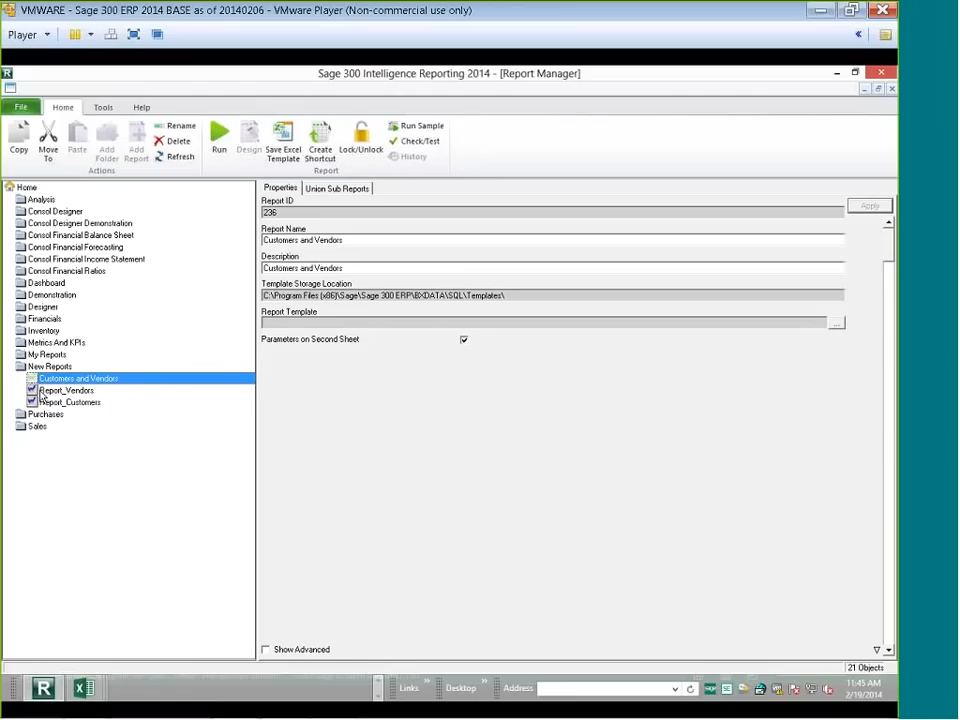 VMWARE - Sage 300 ERP 2014 BASE as of 20140206 - VMware Player (Non-commercial use only)
Player
R
Sage 300 Intelligence Reporting 2014 - [Report Manager]
File Home Tools Help
Copy
Move To
Paste
Add Folder
Add Report
Rename
Delete
Refresh
Actions
Run
Design
Save Excel Template
Create Shortcut
Lock/Unlock
Run Sample
Check/Test
History
Report
Home
Analysis
Consol Designer
Consol Designer Demonstration
Consol Financial Balance Sheet
Consol Financial Forecasting
Consol Financial Income Statement
Consol Financial Ratios
Dashboard
Demonstration
Designer
Financials
Inventory
Metrics And KPIs
My Reports
New Reports
Customers and Vendors
Report_Vendors
Report_Customers
Purchases
Sales
Properties Union Sub Reports
Report ID
236
Apply
Report Name
Customers and Vendors
Description
Customers and Vendors
Template Storage Location
C:\Program Files (x86)\Sage\Sage 300 ERP\BXDATA\SQL\Templates\
Report Template
...
Parameters on Second Sheet
Show Advanced
21 Objects
R
Links
Desktop
Address
11:45 AM
2/19/2014